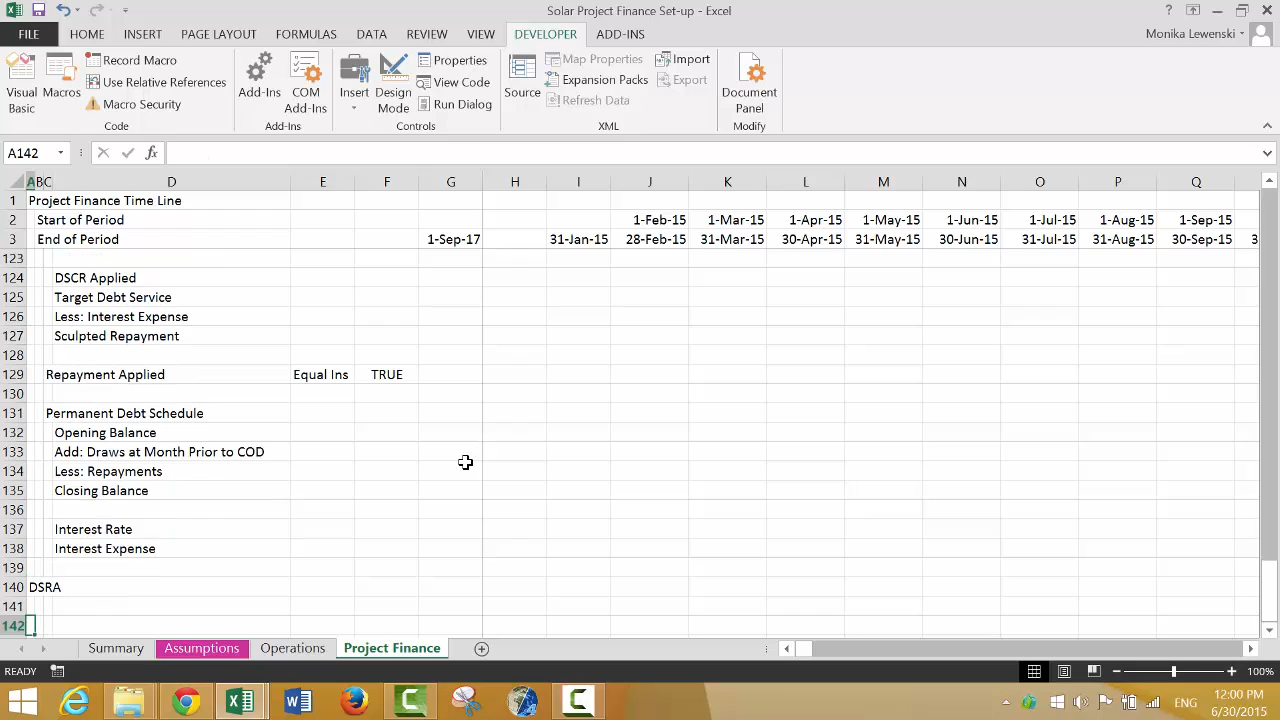 Solar Project Finance Set-up - Excel
FILE HOME INSERT PAGE LAYOUT FORMULAS DATA REVIEW VIEW DEVELOPER ADD-INS Monika Lewenski
Visual Basic
Macros
Record Macro
Use Relative References
Macro Security
Code
Add-Ins
COM Add-Ins
Add-Ins
Insert
Design Mode
Properties
View Code
Run Dialog
Controls
Source
Map Properties
Expansion Packs
Refresh Data
Import
Export
XML
Document Panel
Modify
A142 fx
A B C D E F G H I J K L M N O P Q
1 Project Finance Time Line
2 Start of Period 1-Feb-15 1-Mar-15 1-Apr-15 1-May-15 1-Jun-15 1-Jul-15 1-Aug-15 1-Sep-15
3 End of Period 1-Sep-17 31-Jan-15 28-Feb-15 31-Mar-15 30-Apr-15 31-May-15 30-Jun-15 31-Jul-15 31-Aug-15 30-Sep-15 3
123
124 DSCR Applied
125 Target Debt Service
126 Less: Interest Expense
127 Sculpted Repayment
128
129 Repayment Applied Equal Ins TRUE
130
131 Permanent Debt Schedule
132 Opening Balance
133 Add: Draws at Month Prior to COD
134 Less: Repayments
135 Closing Balance
136
137 Interest Rate
138 Interest Expense
139
140 DSRA
141
142
Summary Assumptions Operations Project Finance
READY 100%
ENG 12:00 PM
6/30/2015